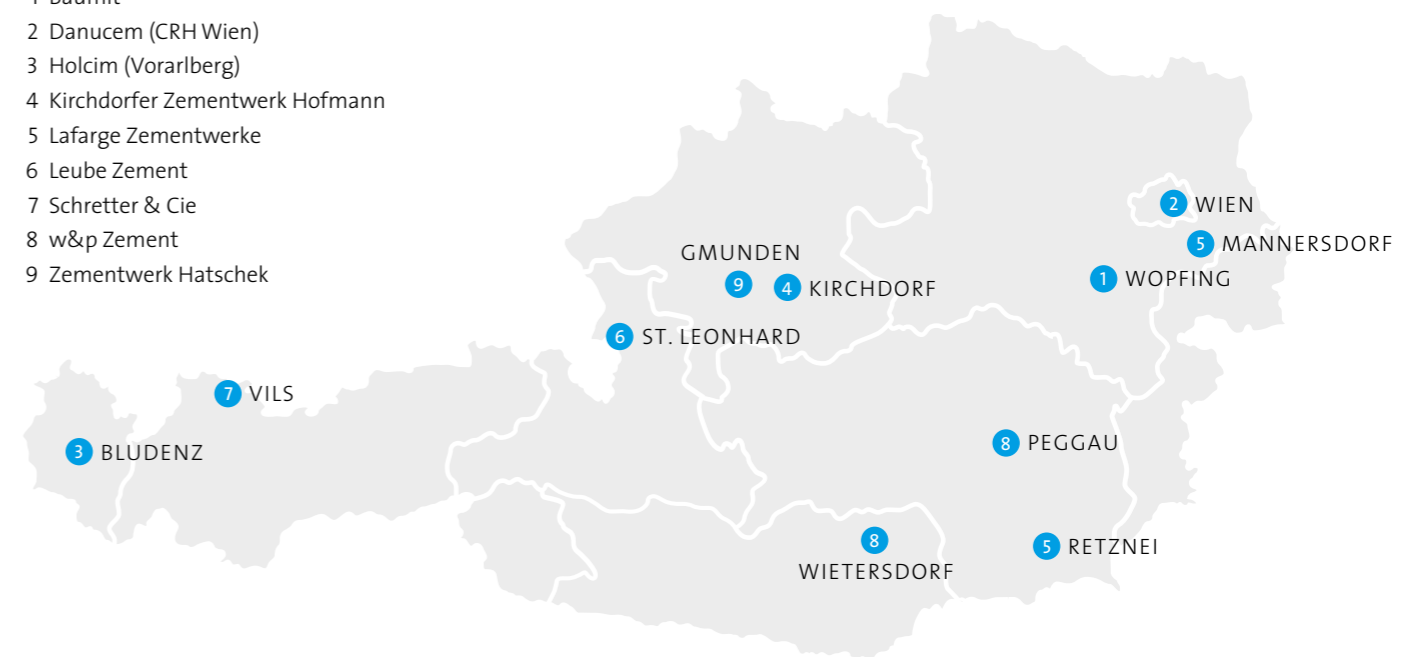 1 Baumit
2 Danucem (CRH Wien)
3 Holcim (Vorarlberg)
4 Kirchdorfer Zementwerk Hofmann
5 Lafarge Zementwerke
6 Leube Zement
7 Schretter & Cie
8 w&p Zement
9 Zementwerk Hatschek
2 WIEN
5 MANNERSDORF
GMUNDEN
9
4 KIRCHDORF
1 WOPFING
6 ST. LEONHARD
7 VILS
3 BLUDENZ
8 PEGGAU
8
WIETERSDORF
5 RETZNEI